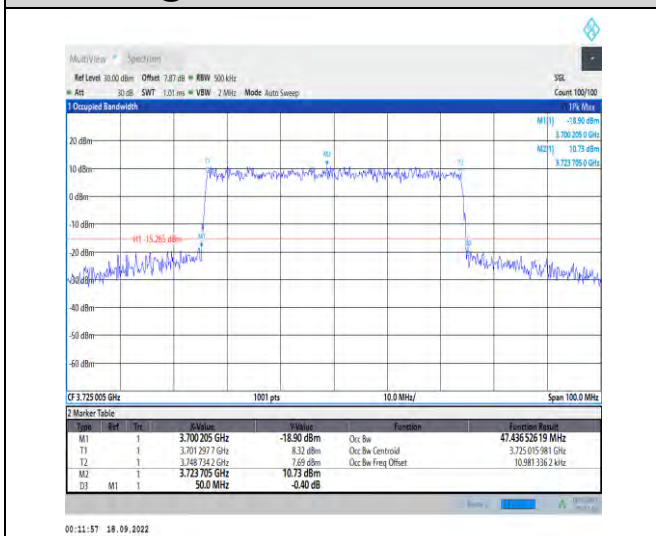 MultiView Spectrum
Ref Level 30.00 dBm Offset 7.87 dB RBW 500 kHz SGL
Att 30 dB SWT 1.01 ms VBW 2 MHz Mode Auto Sweep Count 100/100
1 Occupied Bandwidth 1Pk Max
M1[1] -18.90 dBm
3.700 205 0 GHz
20 dBm M2[1] 10.73 dBm
3.723 705 0 GHz
T1 M2 T2
10 dBm
0 dBm
-10 dBm
H1 -15.265 dBm M1
-20 dBm
-30 dBm
-40 dBm
-50 dBm
-60 dBm
CF 3.725 005 GHz 1001 pts 10.0 MHz/ Span 100.0 MHz
2 Marker Table
Type Ref Trc X-Value Y-Value Function Function Result
M1 1 3.700 205 GHz -18.90 dBm Occ Bw 47.436 526 19 MHz
T1 1 3.701 297 7 GHz 8.32 dBm Occ Bw Centroid 3.725 015 981 GHz
T2 1 3.748 734 2 GHz 7.69 dBm Occ Bw Freq Offset 10.981 336 2 kHz
M2 1 3.723 705 GHz 10.73 dBm
D3 M1 1 50.0 MHz -0.40 dB
00:11:57 18.09.2022